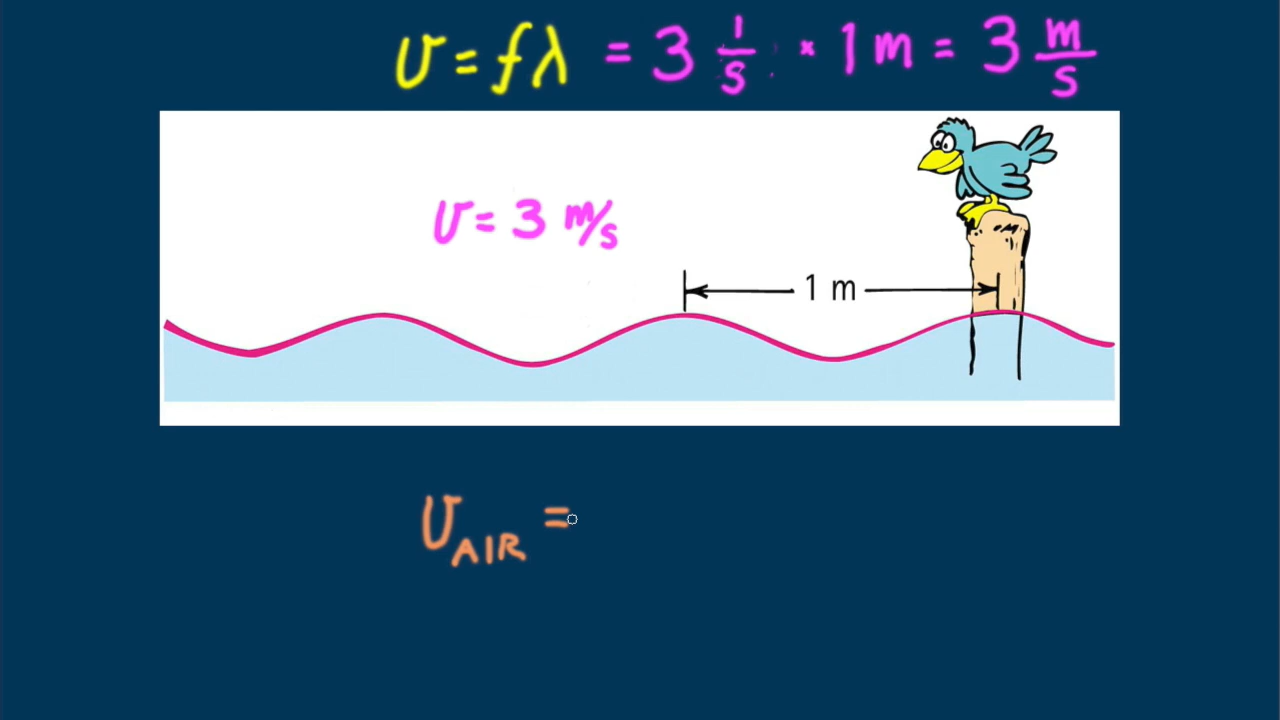 v = fλ = 3 1/s · 1 m = 3 m/s
v = 3 m/s
1 m
v_AIR =